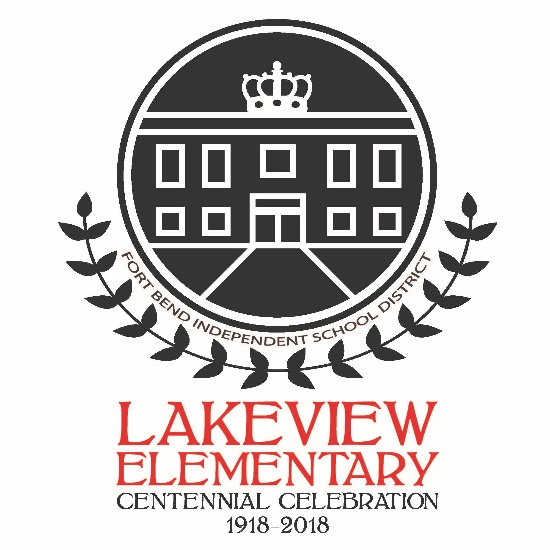 FORT BEND INDEPENDENT SCHOOL DISTRICT
LAKEVIEW
ELEMENTARY
CENTENNIAL CELEBRATION
1918-2018